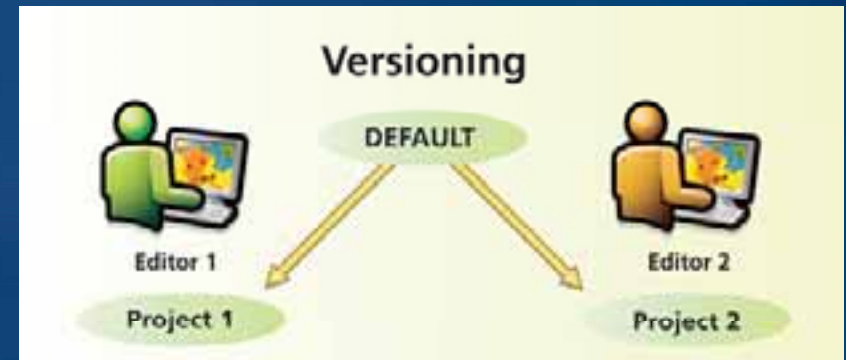 Versioning
DEFAULT
Editor 1
Editor 2
Project 1
Project 2